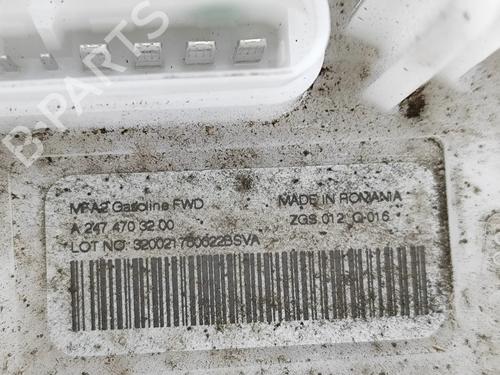 B-PARTS
MFA2 Gasoline FWD
MADE IN ROMANIA
A 247 470 32 00
ZGS 012 Q-016
LOT NO. 320021760622BSVA